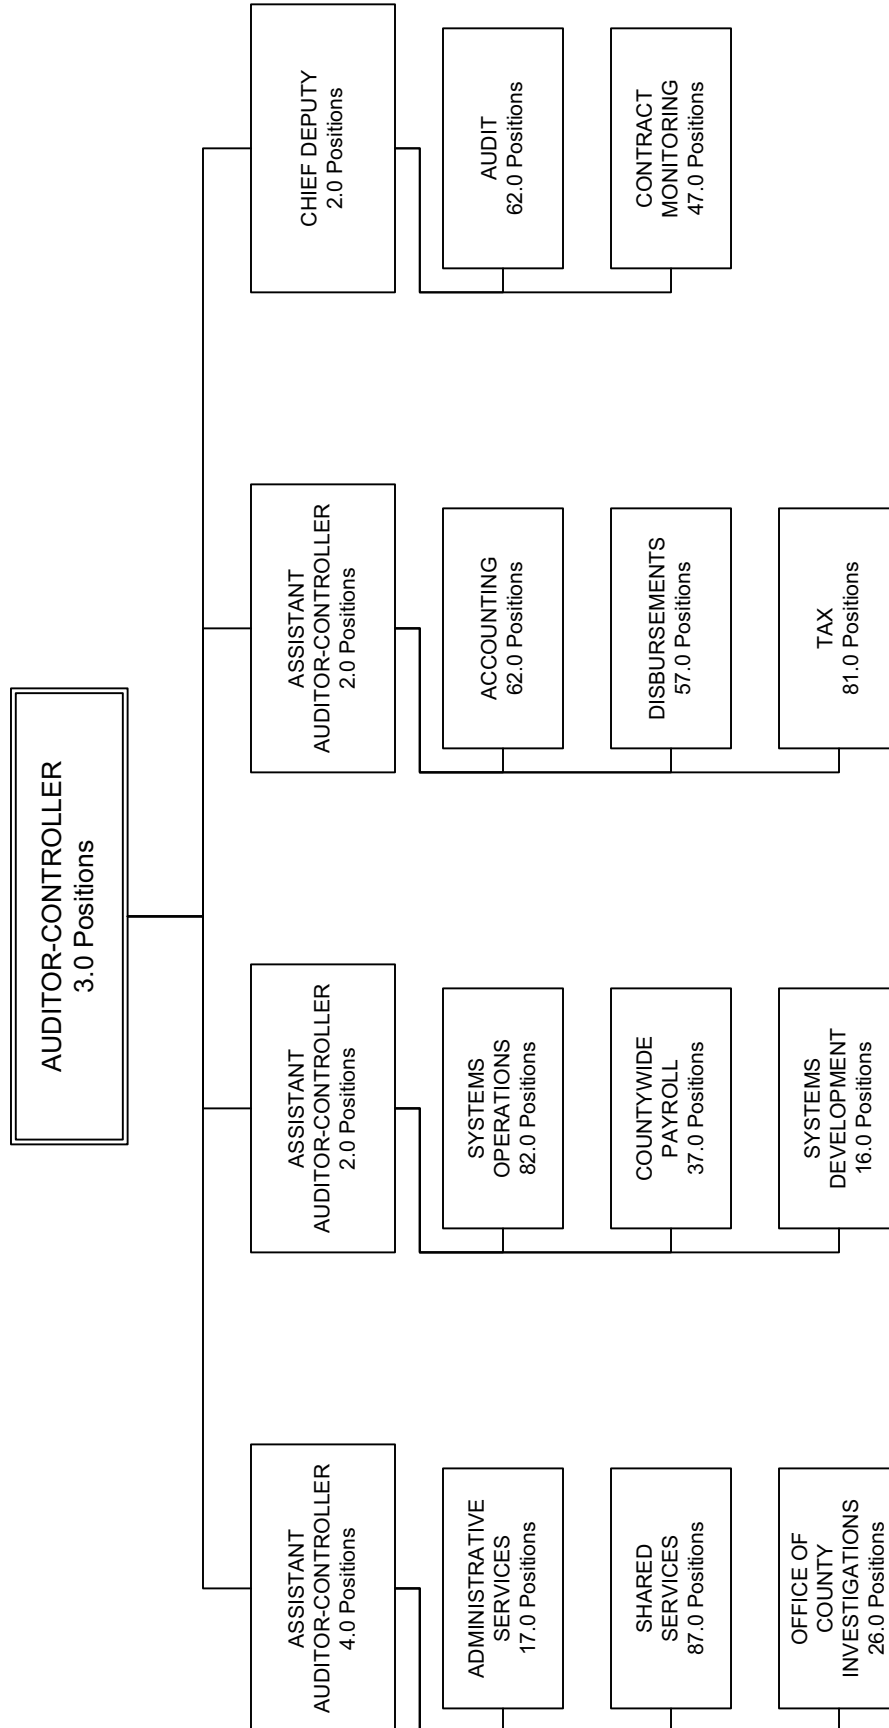 AUDITOR-CONTROLLER
3.0 Positions
ASSISTANT
AUDITOR-CONTROLLER
4.0 Positions
ADMINISTRATIVE
SERVICES
17.0 Positions
SHARED
SERVICES
87.0 Positions
OFFICE OF
COUNTY
INVESTIGATIONS
26.0 Positions
ASSISTANT
AUDITOR-CONTROLLER
2.0 Positions
SYSTEMS
OPERATIONS
82.0 Positions
COUNTYWIDE
PAYROLL
37.0 Positions
SYSTEMS
DEVELOPMENT
16.0 Positions
ASSISTANT
AUDITOR-CONTROLLER
2.0 Positions
ACCOUNTING
62.0 Positions
DISBURSEMENTS
57.0 Positions
TAX
81.0 Positions
CHIEF DEPUTY
2.0 Positions
AUDIT
62.0 Positions
CONTRACT
MONITORING
47.0 Positions